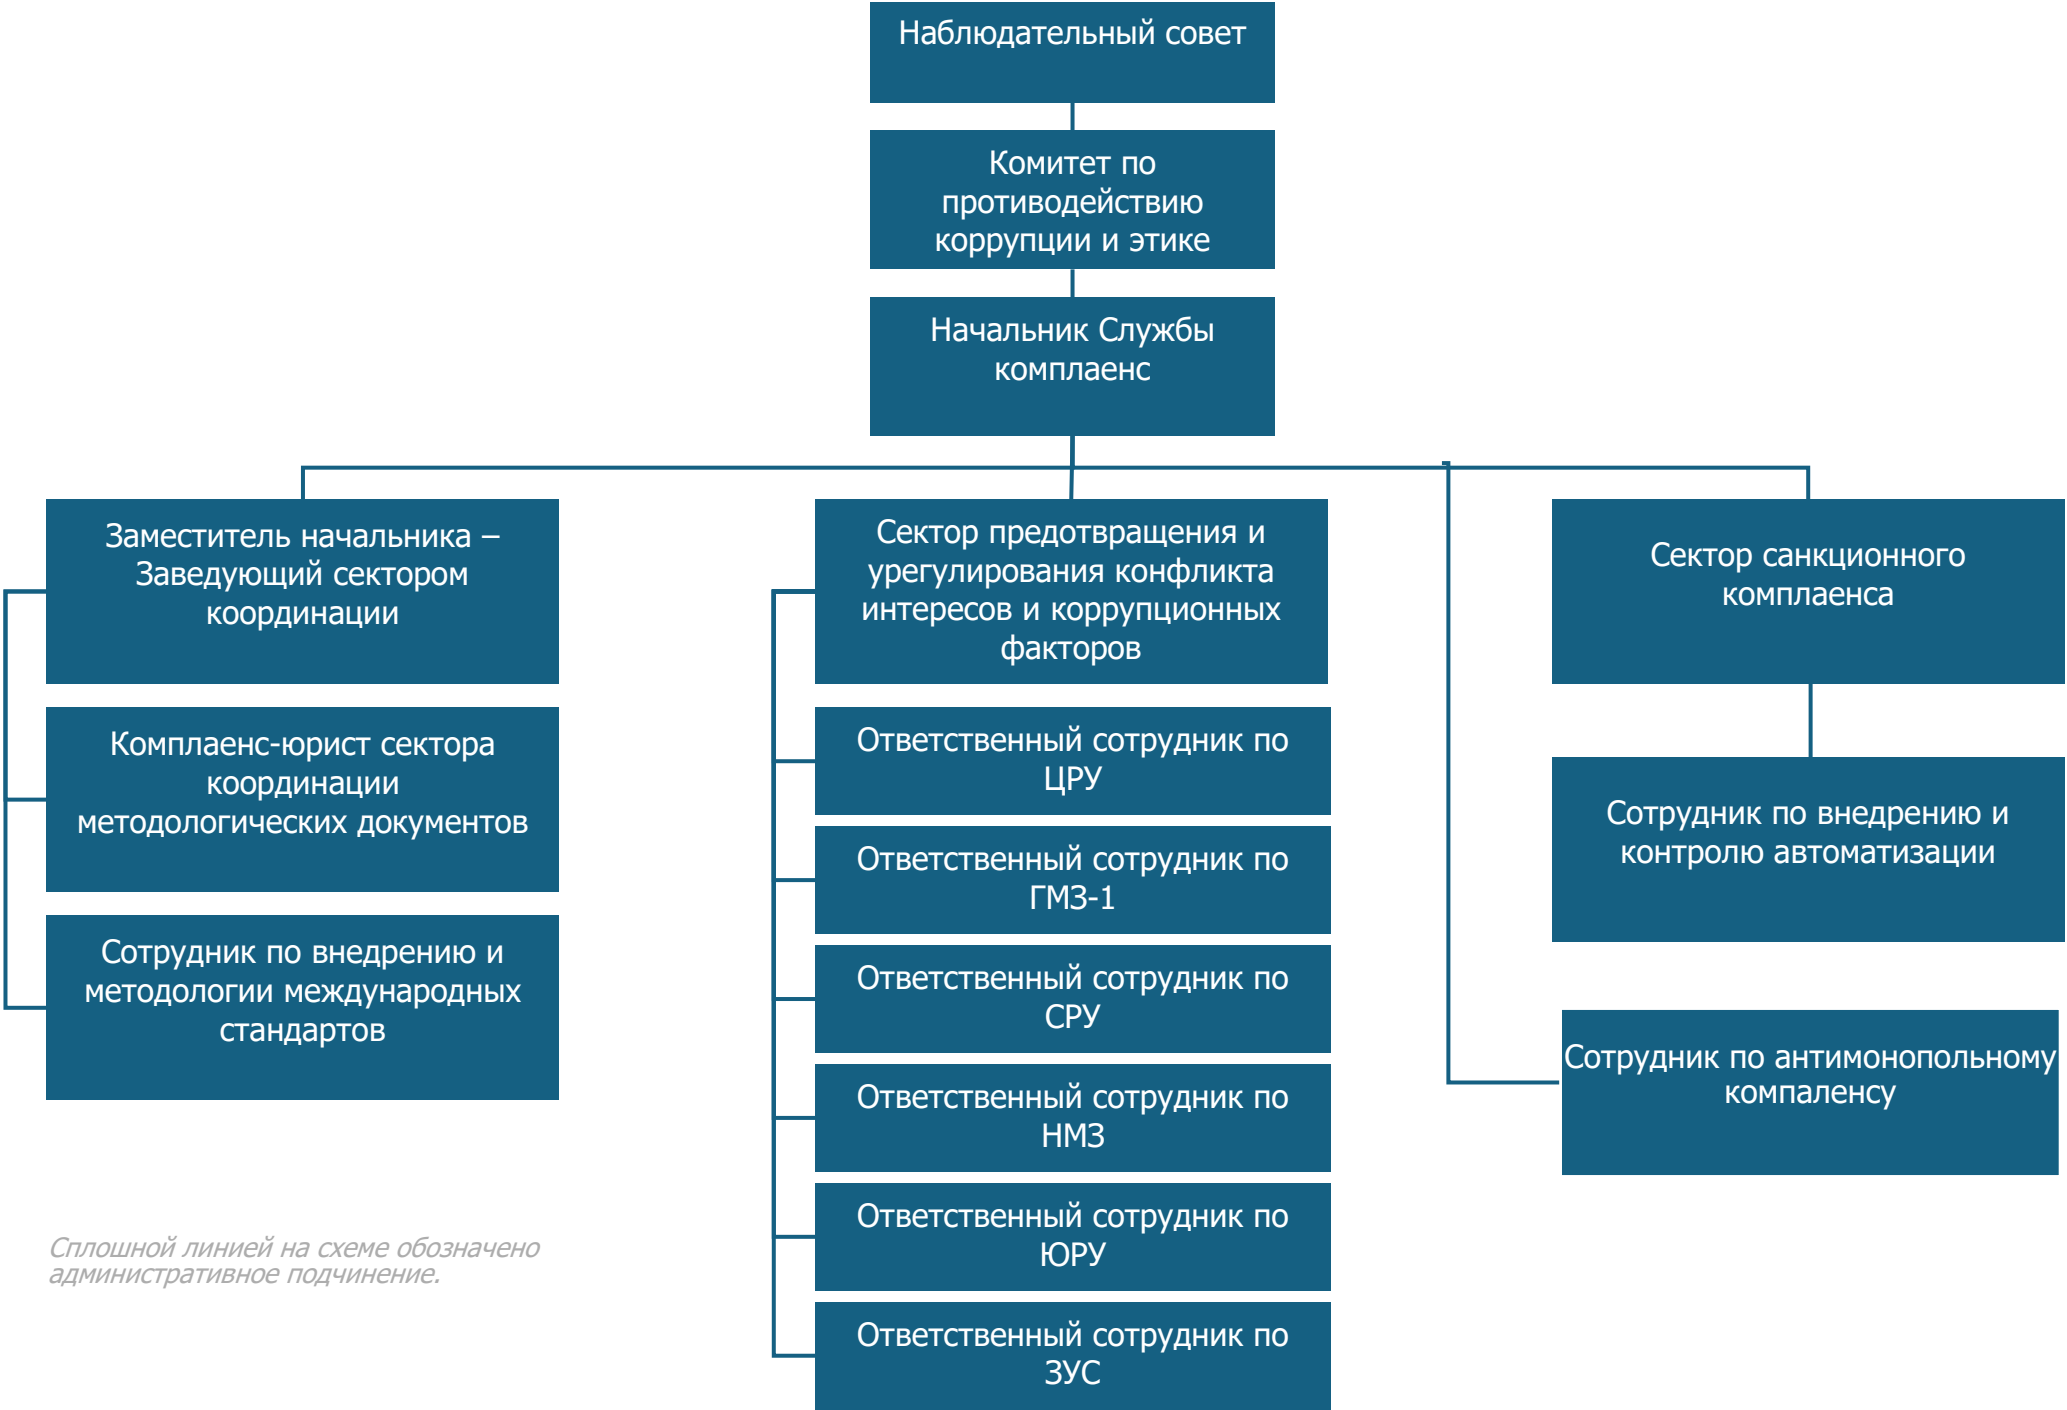 Наблюдательный совет
Комитет по
противодействию
коррупции и этике
Начальник Службы
комплаенс
Заместитель начальника –
Заведующий сектором
координации
Комплаенс-юрист сектора
координации
методологических документов
Сотрудник по внедрению и
методологии международных
стандартов
Сектор предотвращения и
урегулирования конфликта
интересов и коррупционных
факторов
Ответственный сотрудник по
ЦРУ
Ответственный сотрудник по
ГМЗ-1
Ответственный сотрудник по
СРУ
Ответственный сотрудник по
НМЗ
Ответственный сотрудник по
ЮРУ
Ответственный сотрудник по
ЗУС
Сектор санкционного
комплаенса
Сотрудник по внедрению и
контролю автоматизации
Сотрудник по антимонопольному
компаленсу
Сплошной линией на схеме обозначено
административное подчинение.